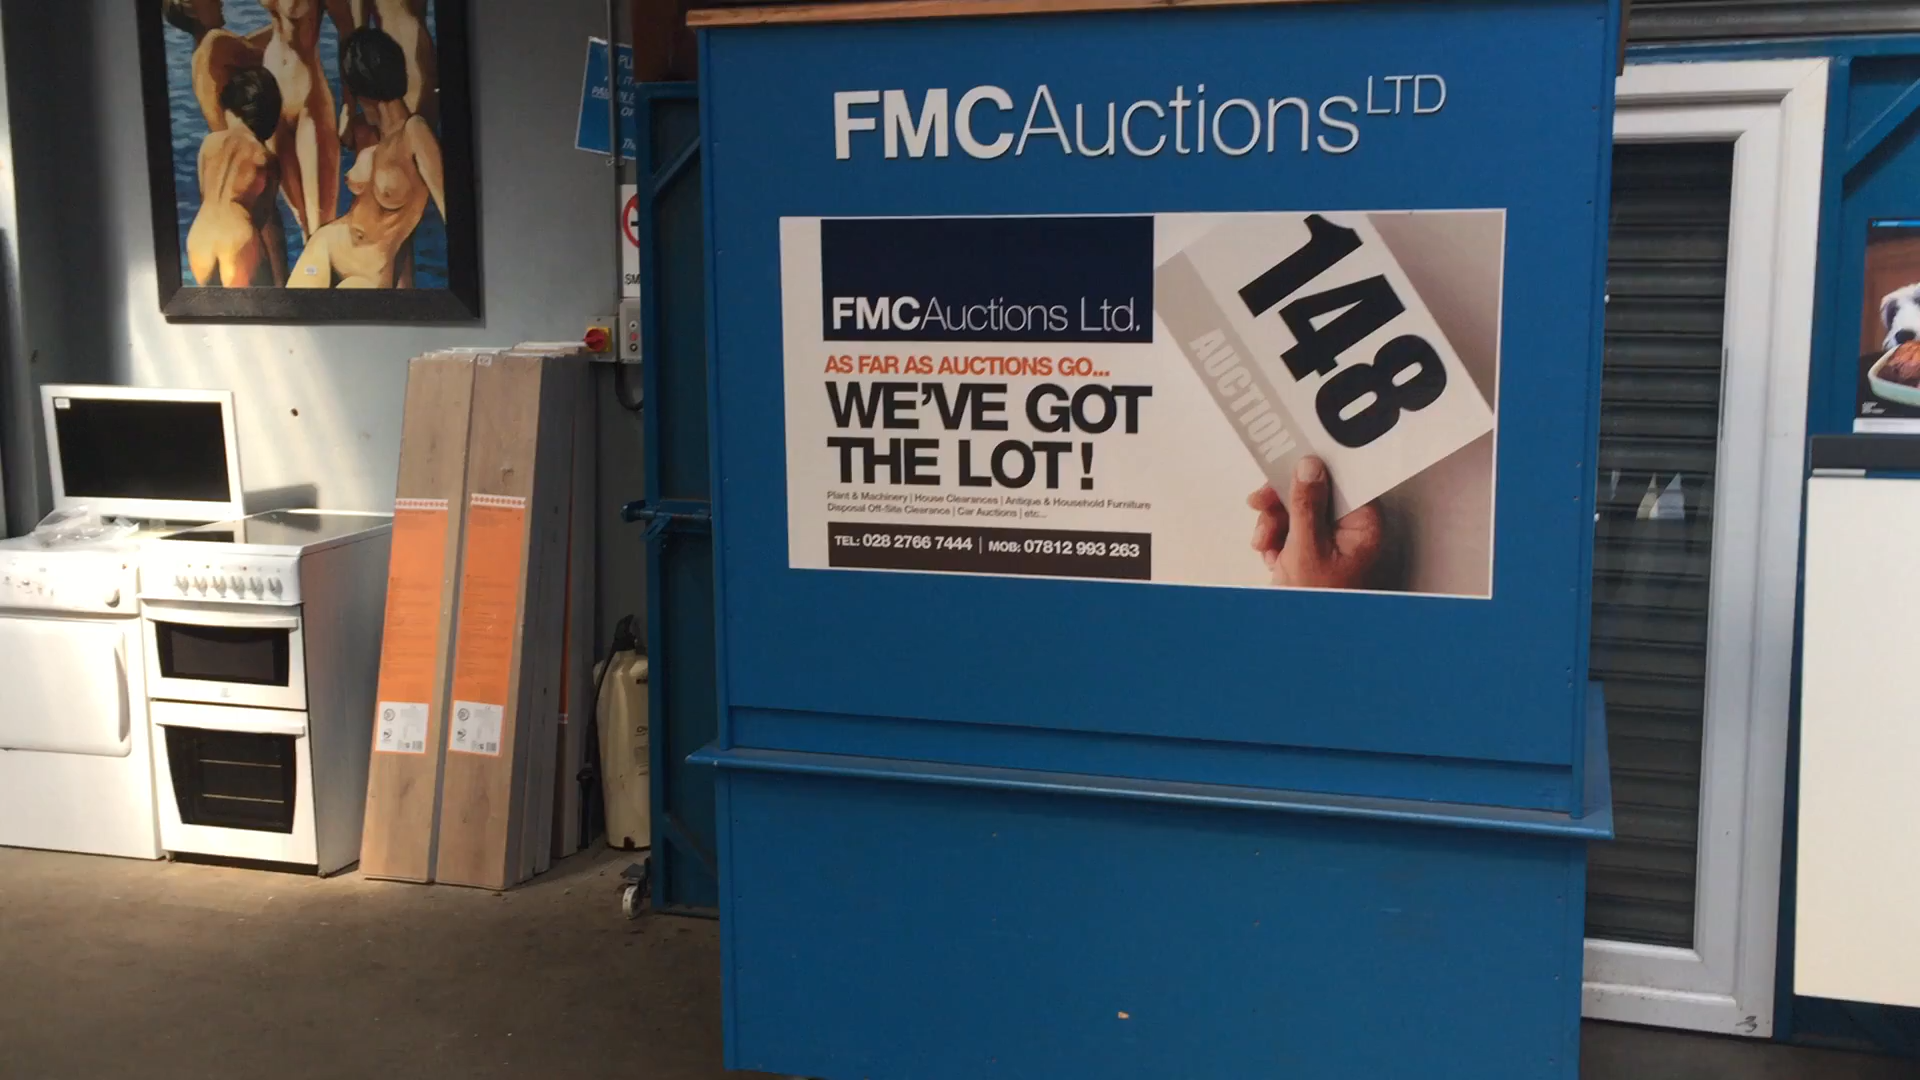 FMCAuctions LTD
FMCAuctions Ltd.
AS FAR AS AUCTIONS GO...
WE'VE GOT
THE LOT!
Plant & Machinery | House Clearances | Antique & Household Furniture
Disposal Off-Site Clearance | Car Auctions | etc...
TEL: 028 2766 7444 | MOB: 07812 993 263
148
AUCTION